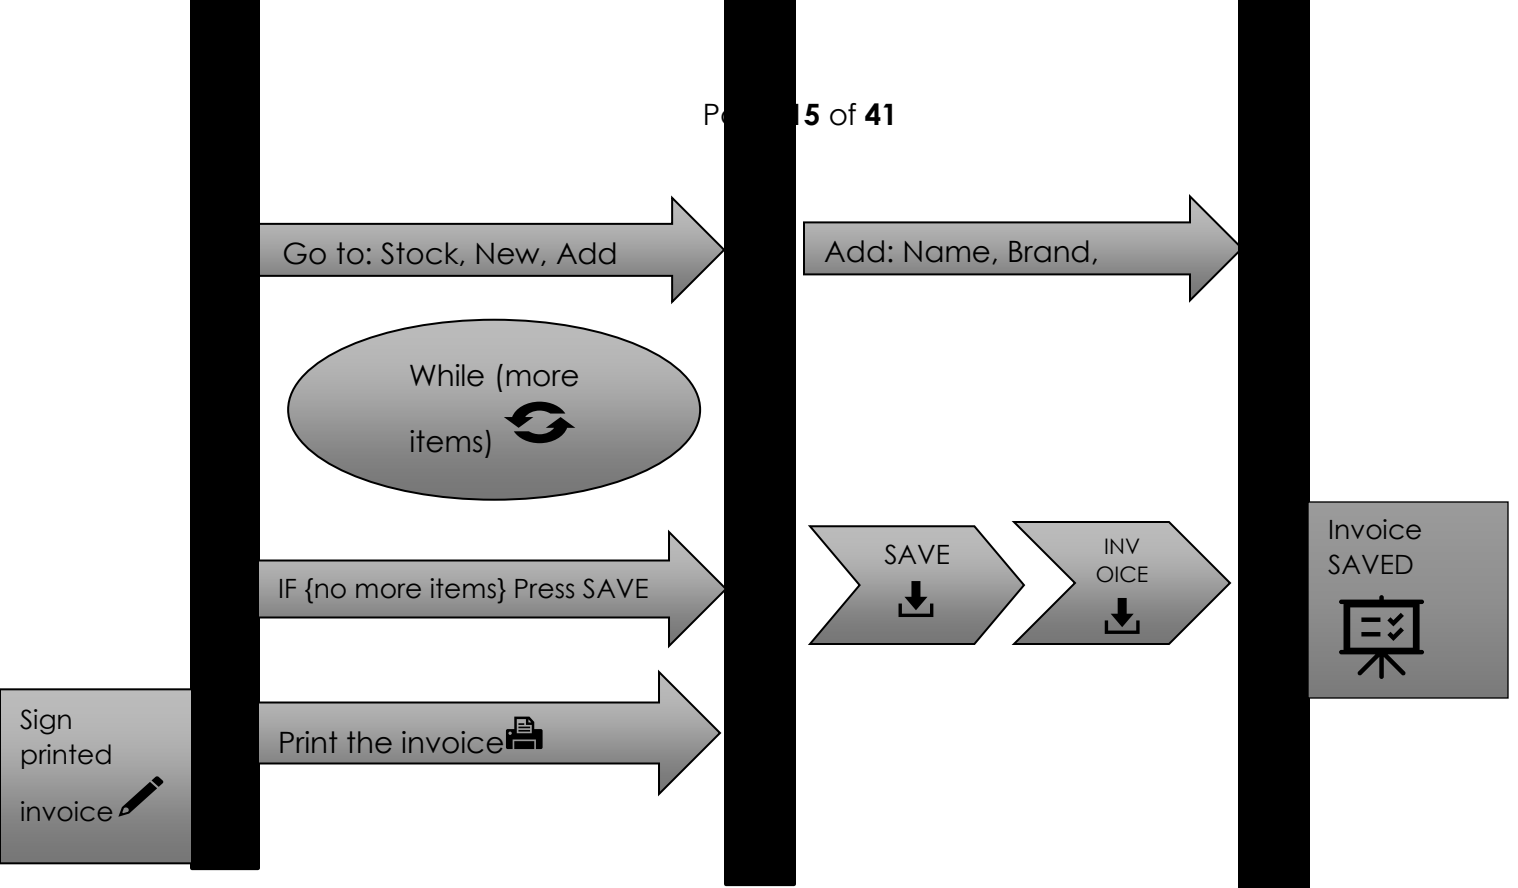 15 of 41
Go to: Stock, New, Add
Add: Name, Brand,
While (more
items)
IF {no more items} Press SAVE
SAVE
INV
OICE
Invoice
SAVED
Print the invoice
Sign
printed
invoice